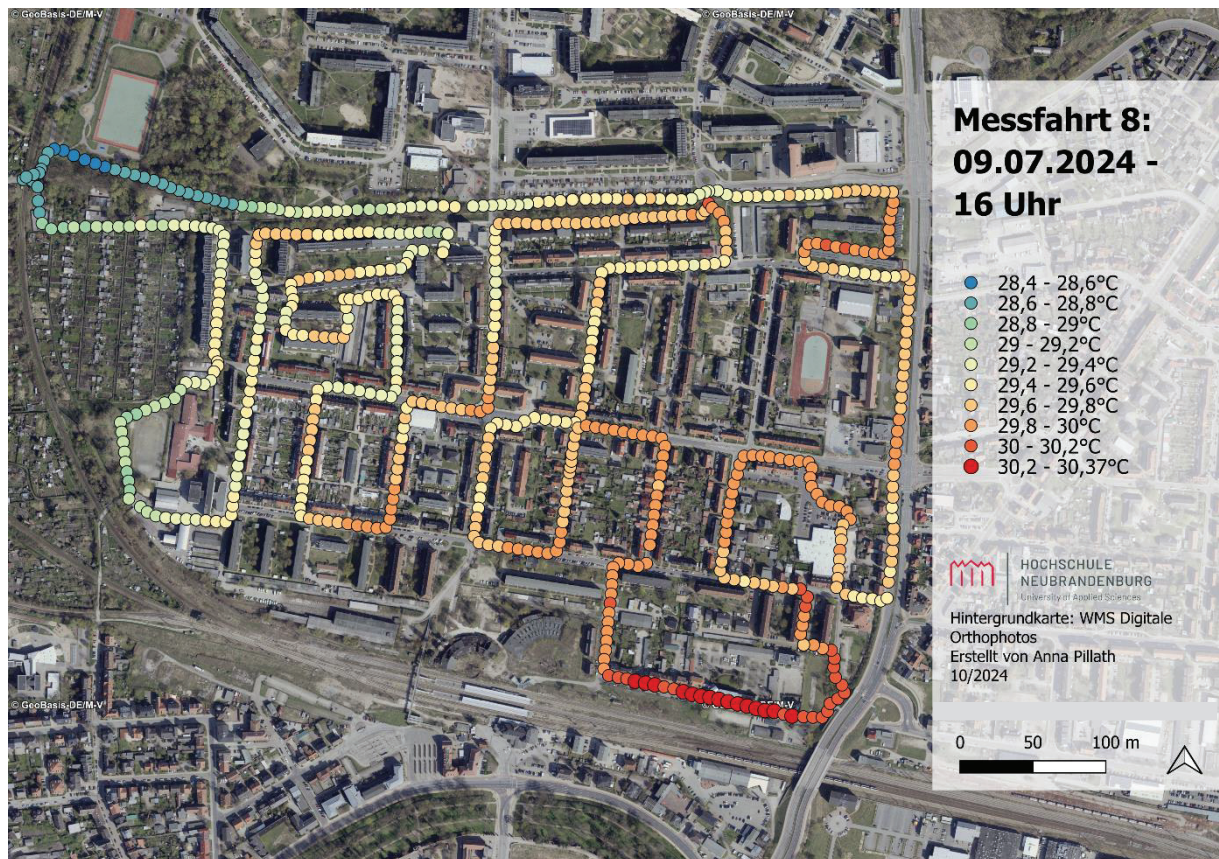 © GeoBasis-DE/M-V
© GeoBasis-DE/M-V
Messfahrt 8:
09.07.2024 -
16 Uhr
28,4 - 28,6°C
28,6 - 28,8°C
28,8 - 29°C
29 - 29,2°C
29,2 - 29,4°C
29,4 - 29,6°C
29,6 - 29,8°C
29,8 - 30°C
30 - 30,2°C
30,2 - 30,37°C
HOCHSCHULE
NEUBRANDENBURG
University of Applied Sciences
Hintergrundkarte: WMS Digitale
Orthophotos
Erstellt von Anna Pillath
10/2024
© GeoBasis-DE/M-V
© GeoBasis-DE/M-V
0 50 100 m